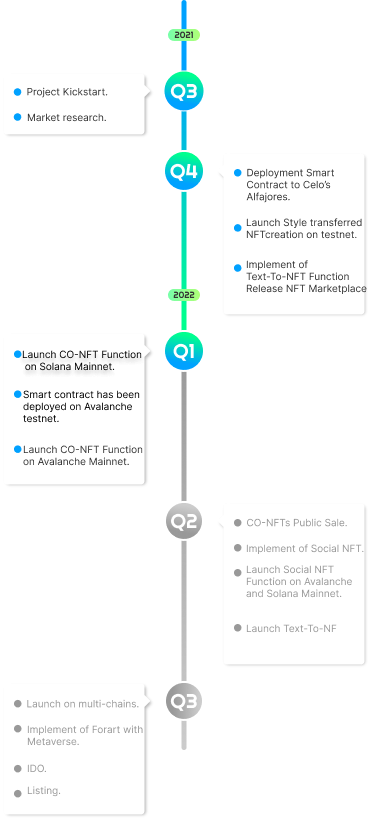 2021
Q3
Project Kickstart.
Market research.
Q4
Deployment Smart
Contract to Celo's
Alfajores.
Launch Style transferred
NFTcreation on testnet.
Implement of
Text-To-NFT Function
Release NFT Marketplace
2022
Q1
Launch CO-NFT Function
on Solana Mainnet.
Smart contract has been
deployed on Avalanche
testnet.
Launch CO-NFT Function
on Avalanche Mainnet.
Q2
CO-NFTs Public Sale.
Implement of Social NFT.
Launch Social NFT
Function on Avalanche
and Solana Mainnet.
Launch Text-To-NF
Q3
Launch on multi-chains.
Implement of Forart with
Metaverse.
IDO.
Listing.